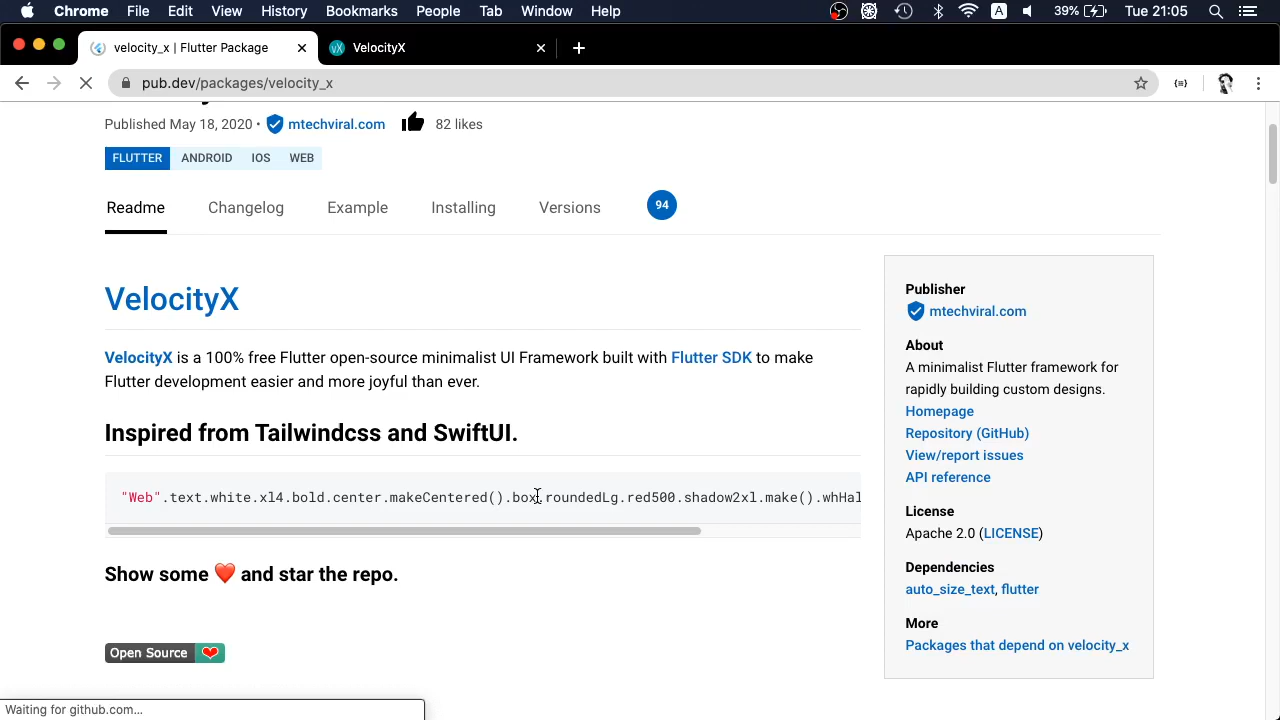 Chrome File Edit View History Bookmarks People Tab Window Help A 39% Tue 21:05
velocity_x | Flutter Package vX VelocityX
pub.dev/packages/velocity_x
Published May 18, 2020 • mtechviral.com 82 likes
FLUTTER ANDROID IOS WEB
Readme Changelog Example Installing Versions 94
VelocityX
VelocityX is a 100% free Flutter open-source minimalist UI Framework built with Flutter SDK to make
Flutter development easier and more joyful than ever.
Inspired from Tailwindcss and SwiftUI.
"Web".text.white.xl4.bold.center.makeCentered().box.roundedLg.red500.shadow2xl.make().whHal
Show some ❤️ and star the repo.
Open Source
Publisher
mtechviral.com
About
A minimalist Flutter framework for
rapidly building custom designs.
Homepage
Repository (GitHub)
View/report issues
API reference
License
Apache 2.0 (LICENSE)
Dependencies
auto_size_text, flutter
More
Packages that depend on velocity_x
Waiting for github.com...